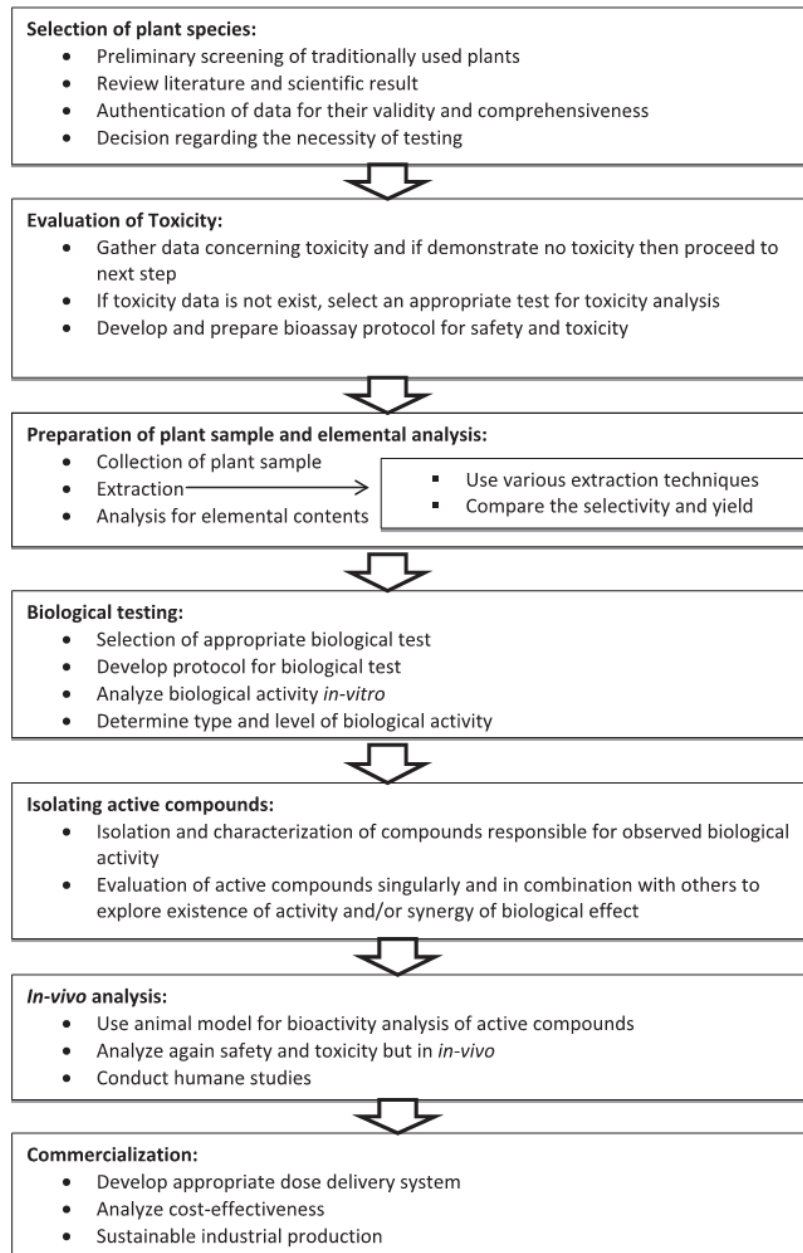 Selection of plant species:
• Preliminary screening of traditionally used plants
• Review literature and scientific result
• Authentication of data for their validity and comprehensiveness
• Decision regarding the necessity of testing
Evaluation of Toxicity:
• Gather data concerning toxicity and if demonstrate no toxicity then proceed to
next step
• If toxicity data is not exist, select an appropriate test for toxicity analysis
• Develop and prepare bioassay protocol for safety and toxicity
Preparation of plant sample and elemental analysis:
• Collection of plant sample
• Extraction
• Analysis for elemental contents
▪ Use various extraction techniques
▪ Compare the selectivity and yield
Biological testing:
• Selection of appropriate biological test
• Develop protocol for biological test
• Analyze biological activity in-vitro
• Determine type and level of biological activity
Isolating active compounds:
• Isolation and characterization of compounds responsible for observed biological
activity
• Evaluation of active compounds singularly and in combination with others to
explore existence of activity and/or synergy of biological effect
In-vivo analysis:
• Use animal model for bioactivity analysis of active compounds
• Analyze again safety and toxicity but in in-vivo
• Conduct humane studies
Commercialization:
• Develop appropriate dose delivery system
• Analyze cost-effectiveness
• Sustainable industrial production